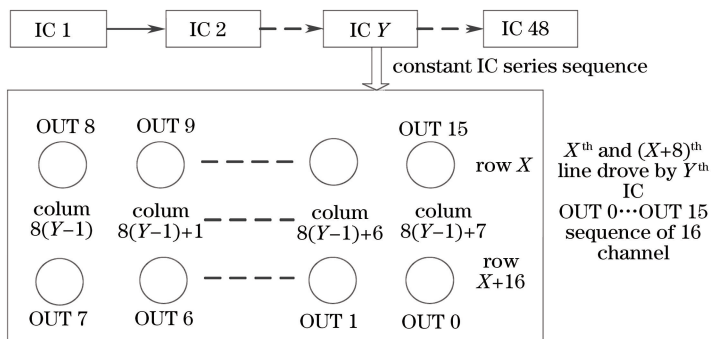 IC 1
IC 2
IC Y
IC 48
constant IC series sequence
OUT 8
OUT 9
OUT 15
row X
colum
8(Y–1)
colum
8(Y–1)+1
colum
8(Y–1)+6
colum
8(Y–1)+7
row
X+16
OUT 7
OUT 6
OUT 1
OUT 0
Xth and (X+8)th
line drove by Yth
IC
OUT 0···OUT 15
sequence of 16
channel